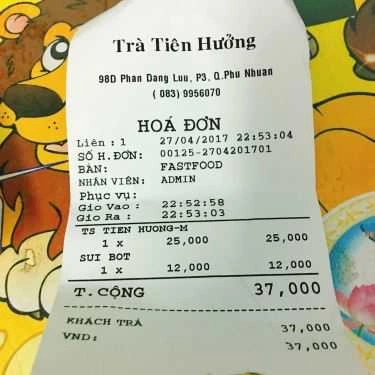 Trà Tiên Hưởng
98D Phan Dang Luu, P3, Q.Phu Nhuan
( 083) 9956070
HOÁ ĐƠN
Liên : 1 27/04/2017 22:53:04
SỐ H.ĐƠN: 00125-2704201701
BÀN: FASTFOOD
NHÂN VIÊN: ADMIN
Phục vụ:
Gio Vao : 22:52:58
Gio Ra : 22:53:03
TS TIEN HUONG-M
1 x 25,000 25,000
SUI BOT
1 x 12,000 12,000
T.CỘNG 37,000
KHÁCH TRẢ
VND: 37,000
37,000